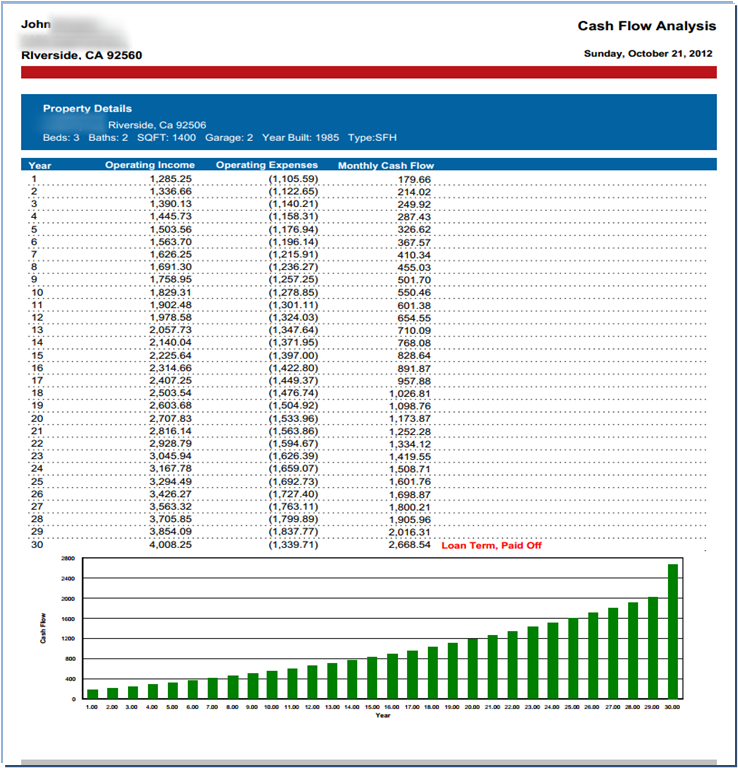 John
Cash Flow Analysis
RIverside, CA 92560
Sunday, October 21, 2012
Property Details
Riverside, Ca 92506
Beds: 3 Baths: 2 SQFT: 1400 Garage: 2 Year Built: 1985 Type:SFH
Year Operating Income Operating Expenses Monthly Cash Flow
1 1,285.25 (1,105.59) 179.66
2 1,336.66 (1,122.65) 214.02
3 1,390.13 (1,140.21) 249.92
4 1,445.73 (1,158.31) 287.43
5 1,503.56 (1,176.94) 326.62
6 1,563.70 (1,196.14) 367.57
7 1,626.25 (1,215.91) 410.34
8 1,691.30 (1,236.27) 455.03
9 1,758.95 (1,257.25) 501.70
10 1,829.31 (1,278.85) 550.46
11 1,902.48 (1,301.11) 601.38
12 1,978.58 (1,324.03) 654.55
13 2,057.73 (1,347.64) 710.09
14 2,140.04 (1,371.95) 768.08
15 2,225.64 (1,397.00) 828.64
16 2,314.66 (1,422.80) 891.87
17 2,407.25 (1,449.37) 957.88
18 2,503.54 (1,476.74) 1,026.81
19 2,603.68 (1,504.92) 1,098.76
20 2,707.83 (1,533.96) 1,173.87
21 2,816.14 (1,563.86) 1,252.28
22 2,928.79 (1,594.67) 1,334.12
23 3,045.94 (1,626.39) 1,419.55
24 3,167.78 (1,659.07) 1,508.71
25 3,294.49 (1,692.73) 1,601.76
26 3,426.27 (1,727.40) 1,698.87
27 3,563.32 (1,763.11) 1,800.21
28 3,705.85 (1,799.89) 1,905.96
29 3,854.09 (1,837.77) 2,016.31
30 4,008.25 (1,339.71) 2,668.54 Loan Term, Paid Off
2800
2400
2000
1600
1200
800
400
0
Cash Flow
1.00 2.00 3.00 4.00 5.00 6.00 7.00 8.00 9.00 10.00 11.00 12.00 13.00 14.00 15.00 16.00 17.00 18.00 19.00 20.00 21.00 22.00 23.00 24.00 25.00 26.00 27.00 28.00 29.00 30.00
Year